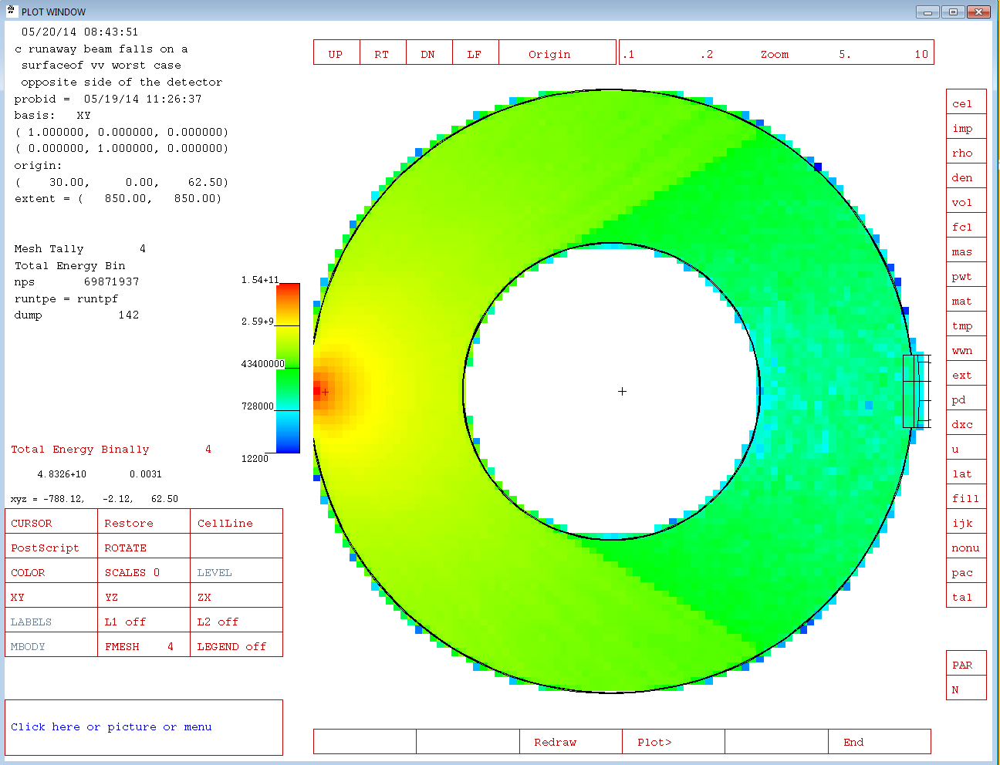 PLOT WINDOW
05/20/14 08:43:51
c runaway beam falls on a
surfaceof vv worst case
opposite side of the detector
probid = 05/19/14 11:26:37
basis: XY
( 1.000000, 0.000000, 0.000000)
( 0.000000, 1.000000, 0.000000)
origin:
( 30.00, 0.00, 62.50)
extent = ( 850.00, 850.00)
Mesh Tally 4
Total Energy Bin
nps 69871937
runtpe = runtpf
dump 142
1.54+11
2.59+9
43400000
728000
12200
Total Energy Binally 4
4.8326+10 0.0031
xyz = -788.12, -2.12, 62.50
CURSOR Restore CellLine
PostScript ROTATE
COLOR SCALES 0 LEVEL
XY YZ ZX
LABELS L1 off L2 off
MBODY FMESH 4 LEGEND off
Click here or picture or menu
UP RT DN LF Origin .1 .2 Zoom 5. 10
cel
imp
rho
den
vol
fcl
mas
pwt
mat
tmp
wwn
ext
pd
dxc
u
lat
fill
ijk
nonu
pac
tal
PAR
N
Redraw Plot> End